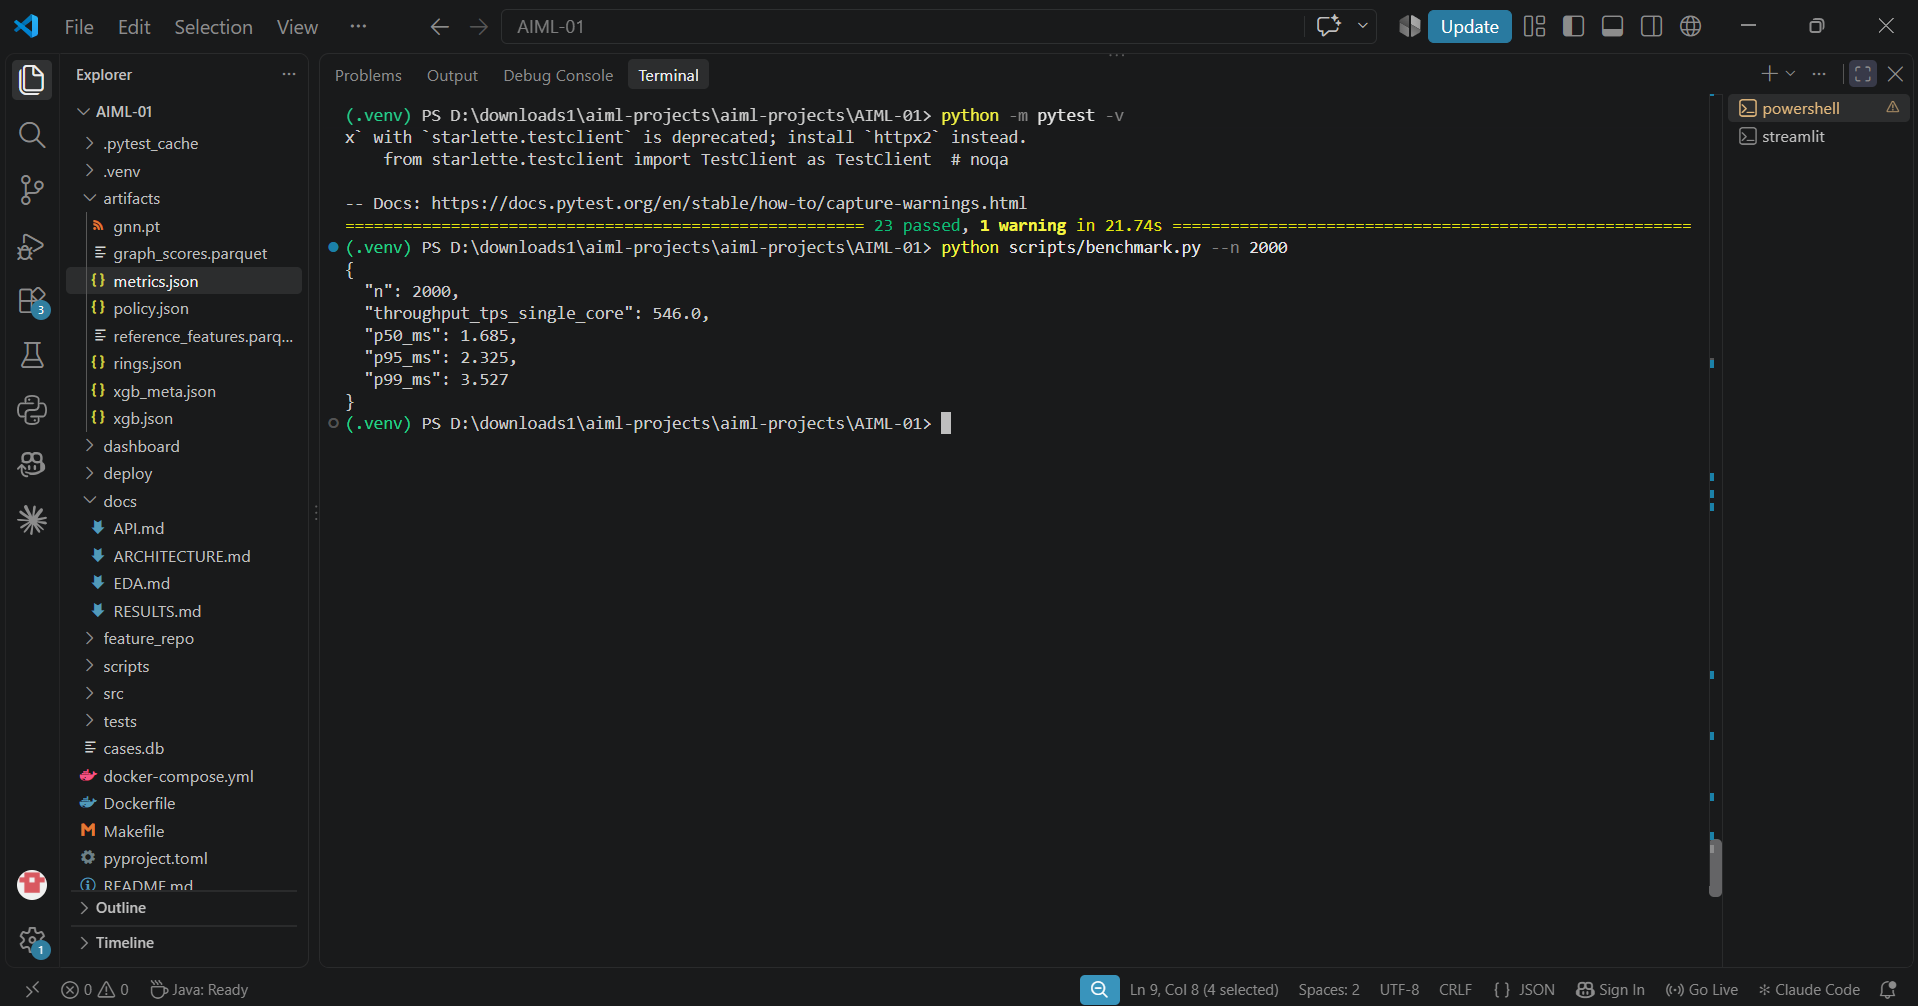 File Edit Selection View ··· AIML-01 Update
Explorer ···
AIML-01
.pytest_cache
.venv
artifacts
gnn.pt
graph_scores.parquet
{} metrics.json
{} policy.json
reference_features.parq...
{} rings.json
{} xgb_meta.json
{} xgb.json
dashboard
deploy
docs
API.md
ARCHITECTURE.md
EDA.md
RESULTS.md
feature_repo
scripts
src
tests
cases.db
docker-compose.yml
Dockerfile
M Makefile
pyproject.toml
README.md
Outline
Timeline
3
1
Problems Output Debug Console Terminal
(.venv) PS D:\downloads1\aiml-projects\aiml-projects\AIML-01> python -m pytest -v
x` with `starlette.testclient` is deprecated; install `httpx2` instead.
from starlette.testclient import TestClient as TestClient  # noqa
-- Docs: https://docs.pytest.org/en/stable/how-to/capture-warnings.html
====================================================== 23 passed, 1 warning in 21.74s ======================================================
(.venv) PS D:\downloads1\aiml-projects\aiml-projects\AIML-01> python scripts/benchmark.py --n 2000
{
"n": 2000,
"throughput_tps_single_core": 546.0,
"p50_ms": 1.685,
"p95_ms": 2.325,
"p99_ms": 3.527
}
(.venv) PS D:\downloads1\aiml-projects\aiml-projects\AIML-01>
powershell
streamlit
0 0 Java: Ready Ln 9, Col 8 (4 selected) Spaces: 2 UTF-8 CRLF {} JSON Sign In Go Live Claude Code